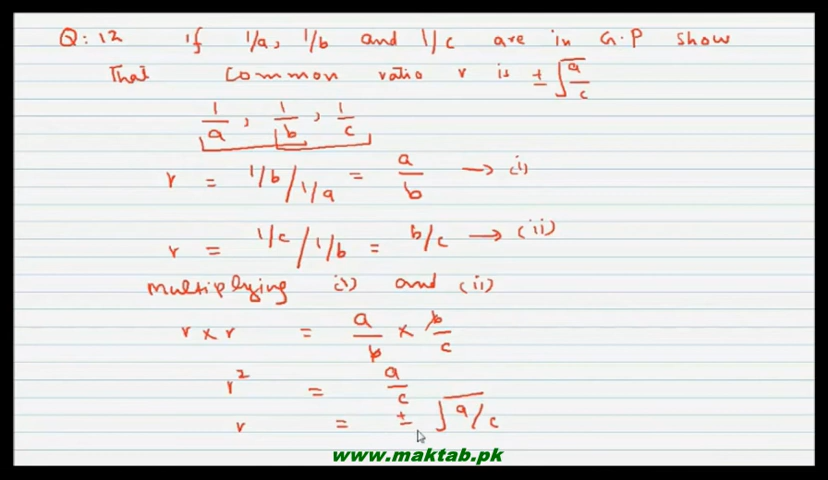 Q: 12 if 1/a, 1/b and 1/c are in G.P show
That common ratio r is ± √a/c
1/a, 1/b, 1/c
r = 1/b / 1/a = a/b → (i)
r = 1/c / 1/b = b/c → (ii)
multiplying (i) and (ii)
r × r = a/b × b/c
r² = a/c
r = ± √a/c
www.maktab.pk